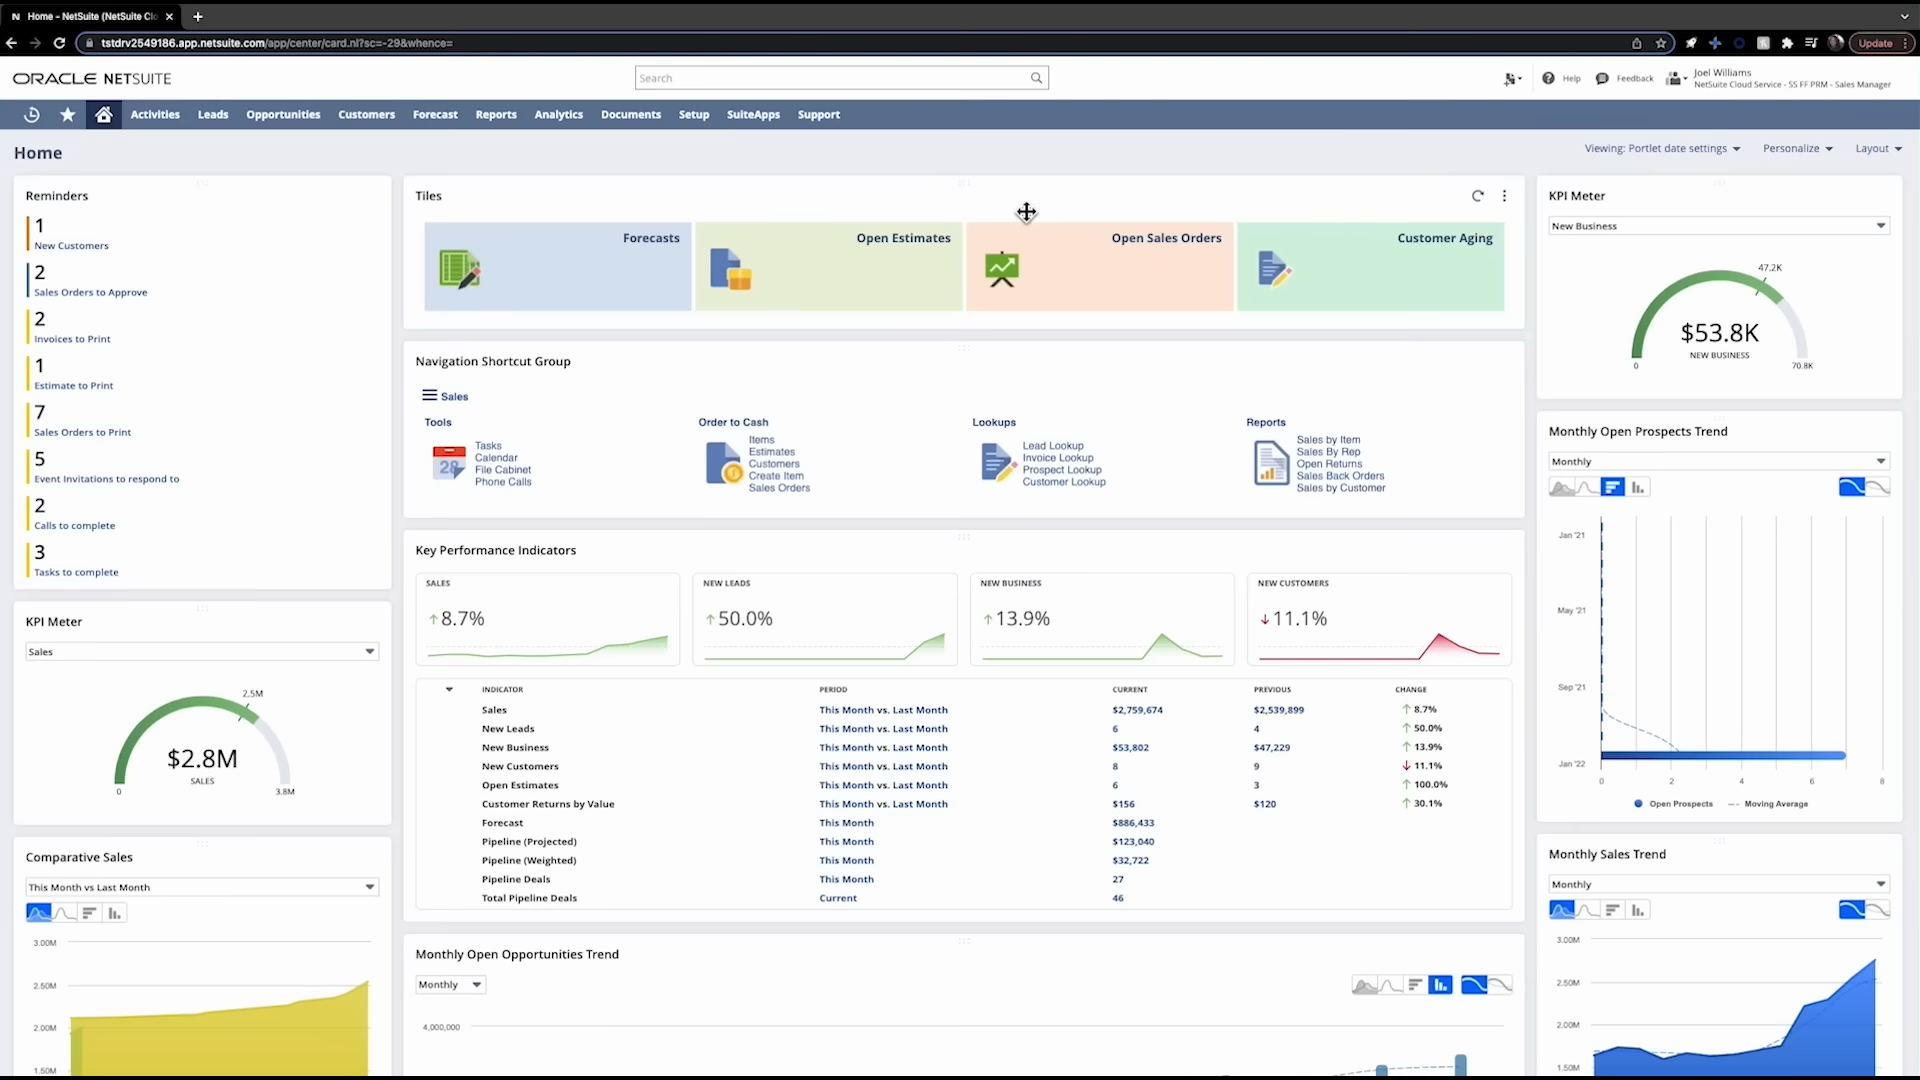 N Home - NetSuite (NetSuite Clo
tstdrv2549186.app.netsuite.com/app/center/card.nl?sc=-29&whence=
Update
ORACLE NETSUITE
Search
Help
Feedback
Joel Williams
NetSuite Cloud Service - SS FF PRM - Sales Manager
Activities Leads Opportunities Customers Forecast Reports Analytics Documents Setup SuiteApps Support
Home
Viewing: Portlet date settings
Personalize
Layout
Reminders
1
New Customers
2
Sales Orders to Approve
2
Invoices to Print
1
Estimate to Print
7
Sales Orders to Print
5
Event Invitations to respond to
2
Calls to complete
3
Tasks to complete
KPI Meter
Sales
2.5M
$2.8M
SALES
0 3.8M
Comparative Sales
This Month vs Last Month
3.00M
2.50M
2.00M
1.50M
Tiles
Forecasts
Open Estimates
Open Sales Orders
Customer Aging
Navigation Shortcut Group
Sales
Tools
28
Tasks
Calendar
File Cabinet
Phone Calls
Order to Cash
Items
Estimates
Customers
Create Item
Sales Orders
Lookups
Lead Lookup
Invoice Lookup
Prospect Lookup
Customer Lookup
Reports
Sales by Item
Sales By Rep
Open Returns
Sales Back Orders
Sales by Customer
Key Performance Indicators
SALES
8.7%
NEW LEADS
50.0%
NEW BUSINESS
13.9%
NEW CUSTOMERS
11.1%
INDICATOR PERIOD CURRENT PREVIOUS CHANGE
Sales This Month vs. Last Month $2,759,674 $2,539,899 8.7%
New Leads This Month vs. Last Month 6 4 50.0%
New Business This Month vs. Last Month $53,802 $47,229 13.9%
New Customers This Month vs. Last Month 8 9 11.1%
Open Estimates This Month vs. Last Month 6 3 100.0%
Customer Returns by Value This Month vs. Last Month $156 $120 30.1%
Forecast This Month $886,433
Pipeline (Projected) This Month $123,040
Pipeline (Weighted) This Month $32,722
Pipeline Deals This Month 27
Total Pipeline Deals Current 46
Monthly Open Opportunities Trend
Monthly
4,000,000
KPI Meter
New Business
47.2K
$53.8K
NEW BUSINESS
0 70.8K
Monthly Open Prospects Trend
Monthly
Jan '21
May '21
Sep '21
Jan '22
0 2 4 6 8
Open Prospects Moving Average
Monthly Sales Trend
Monthly
3.00M
2.50M
2.00M
1.50M